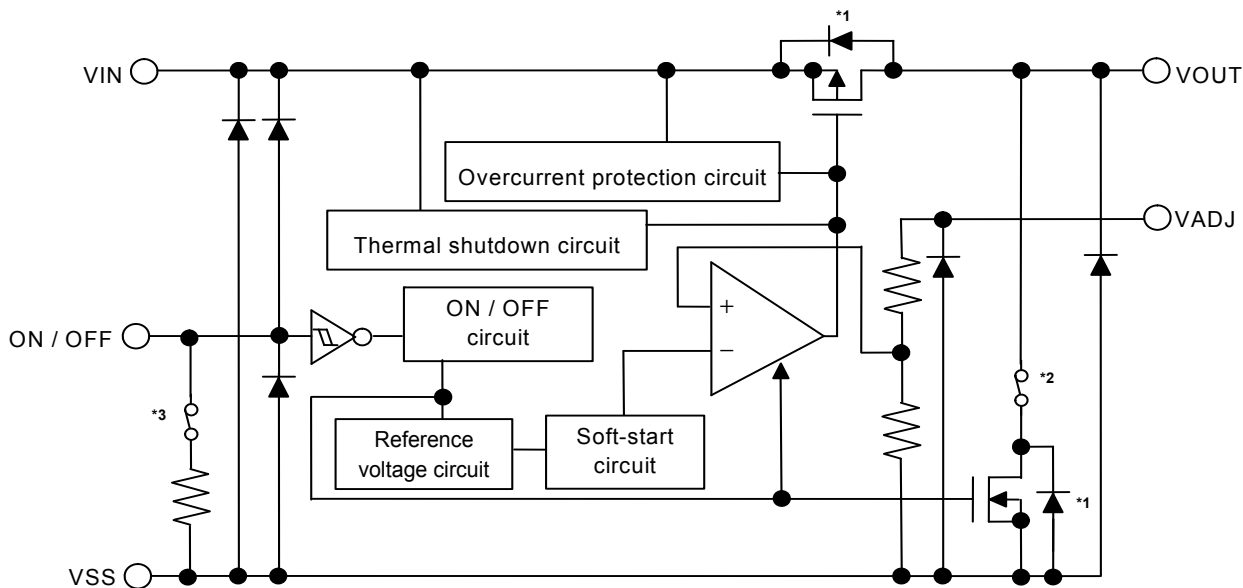 *1
VIN
VOUT
Overcurrent protection circuit
VADJ
Thermal shutdown circuit
+
−
ON / OFF
ON / OFF
circuit
*2
*3
Reference
voltage circuit
Soft-start
circuit
*1
VSS